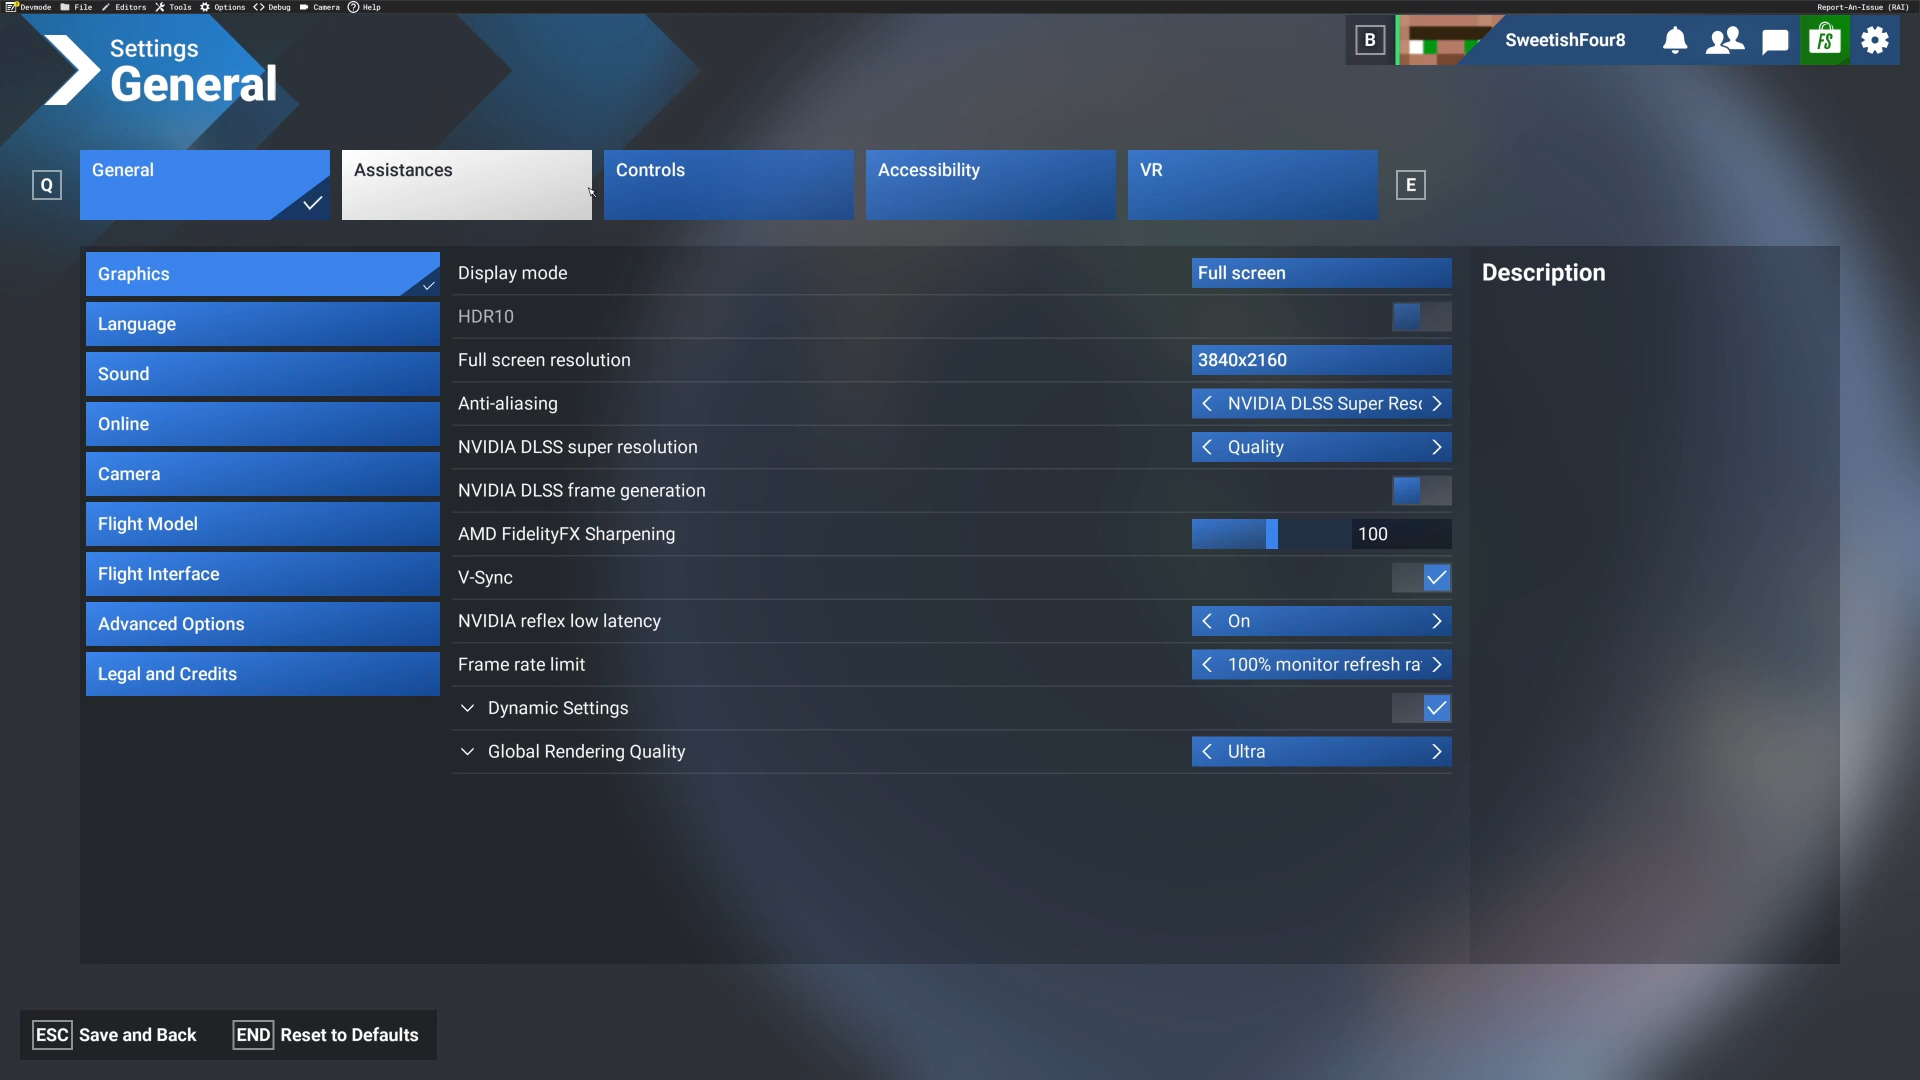 Devmode File Editors Tools Options Debug Camera Help
Report-An-Issue (RAI)
Settings
General
B
SweetishFour8
FS
Q
General
Assistances
Controls
Accessibility
VR
E
Graphics
Language
Sound
Online
Camera
Flight Model
Flight Interface
Advanced Options
Legal and Credits
Display mode
Full screen
HDR10
Full screen resolution
3840x2160
Anti-aliasing
NVIDIA DLSS Super Reso
NVIDIA DLSS super resolution
Quality
NVIDIA DLSS frame generation
AMD FidelityFX Sharpening
100
V-Sync
NVIDIA reflex low latency
On
Frame rate limit
100% monitor refresh ra
Dynamic Settings
Global Rendering Quality
Ultra
Description
ESC Save and Back
END Reset to Defaults